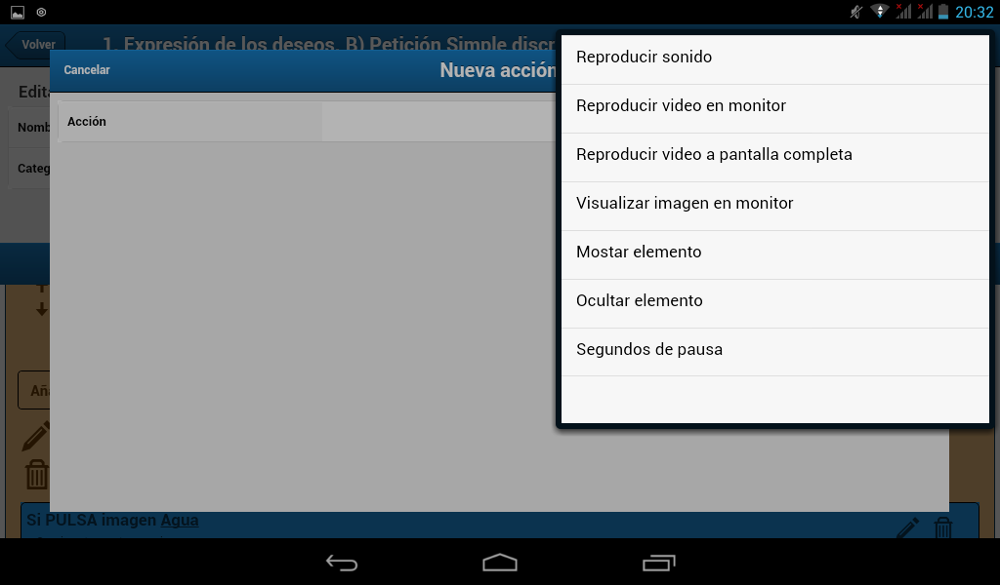 20:32
Volver
1. Expresión de los deseos. B) Petición Simple discr
Cancelar
Nueva acción
Edita
Nomb
Acción
Categ
Reproducir sonido
Reproducir video en monitor
Reproducir video a pantalla completa
Visualizar imagen en monitor
Mostar elemento
Ocultar elemento
Segundos de pausa
Aña
Si PULSA imagen Agua